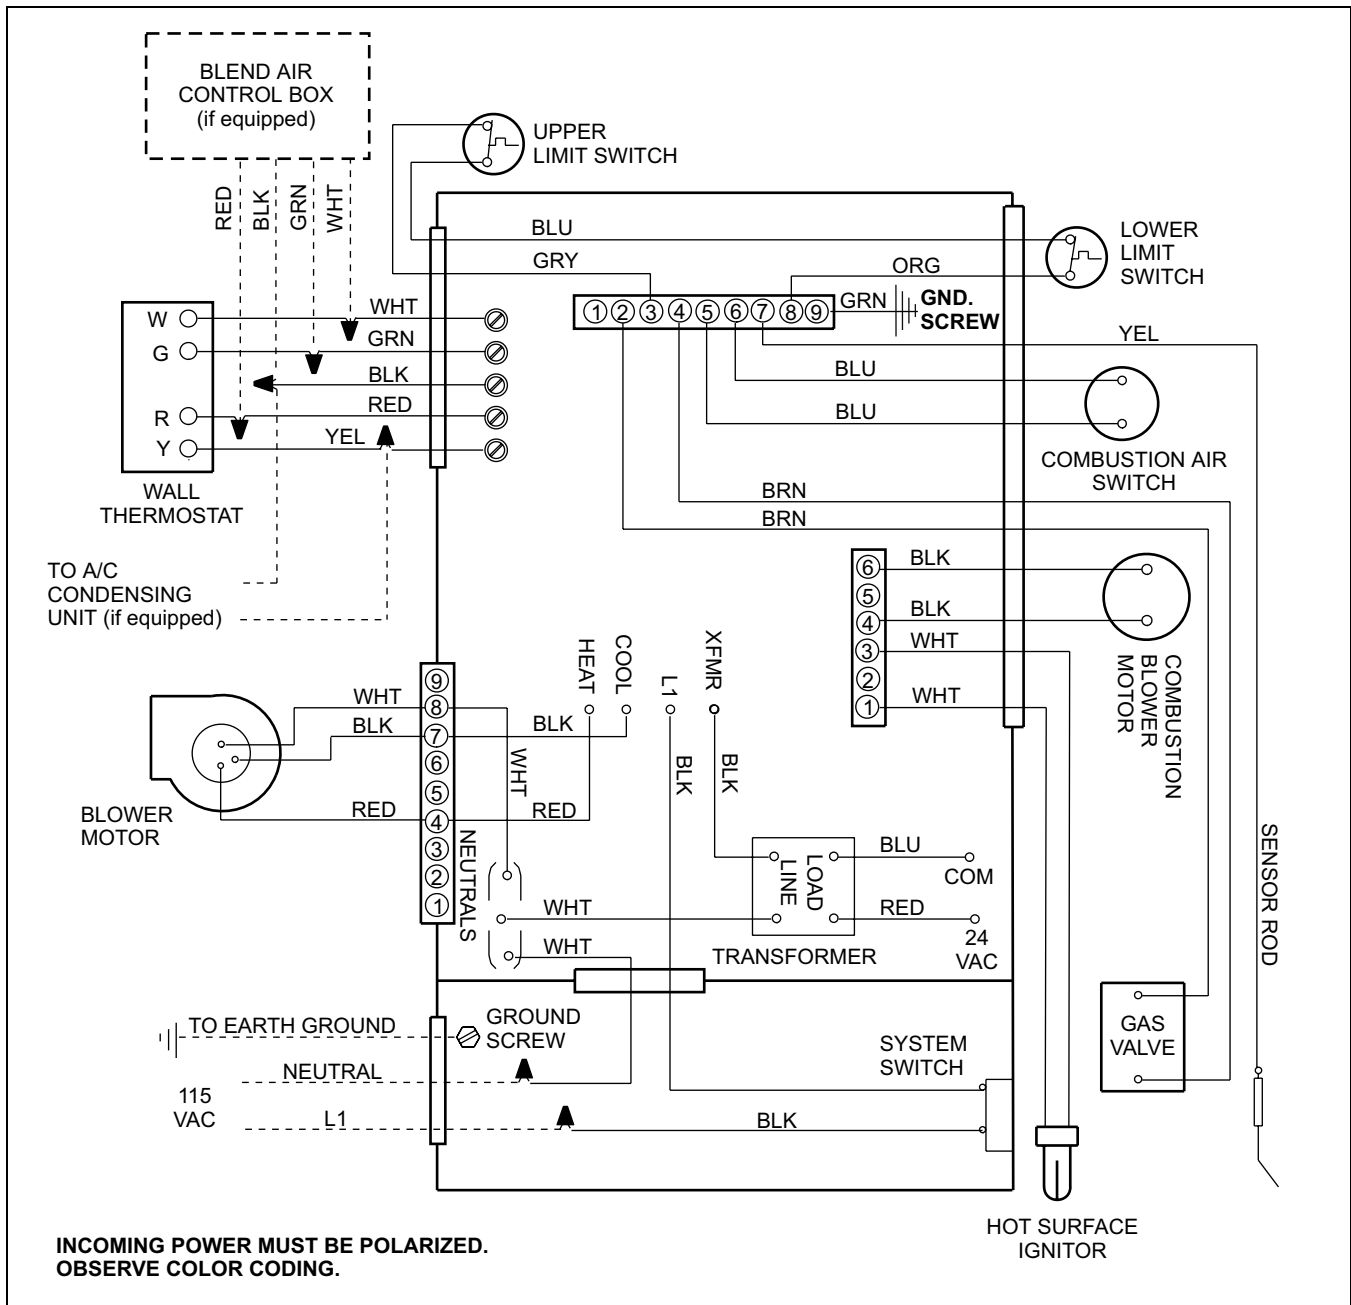 BLEND AIR
CONTROL BOX
(if equipped)
RED
BLK
GRN
WHT
UPPER
LIMIT SWITCH
LOWER
LIMIT
SWITCH
BLU
GRY
ORG
GRN
GND.
SCREW
1 2 3 4 5 6 7 8 9
YEL
W
G
R
Y
WHT
GRN
BLK
RED
YEL
WALL
THERMOSTAT
BLU
BLU
COMBUSTION AIR
SWITCH
BRN
BRN
TO A/C
CONDENSING
UNIT (if equipped)
6
5
4
3
2
1
BLK
BLK
WHT
WHT
COMBUSTION
BLOWER
MOTOR
HEAT
COOL
L1
XFMR
9
8
7
6
5
4
3
2
1
WHT
BLK
RED
BLOWER
MOTOR
BLK
WHT
RED
BLK
BLK
NEUTRALS
WHT
WHT
LINE
LOAD
TRANSFORMER
BLU
COM
RED
24
VAC
SENSOR ROD
GAS
VALVE
TO EARTH GROUND
GROUND
SCREW
NEUTRAL
115
VAC
L1
BLK
SYSTEM
SWITCH
HOT SURFACE
IGNITOR
INCOMING POWER MUST BE POLARIZED.
OBSERVE COLOR CODING.